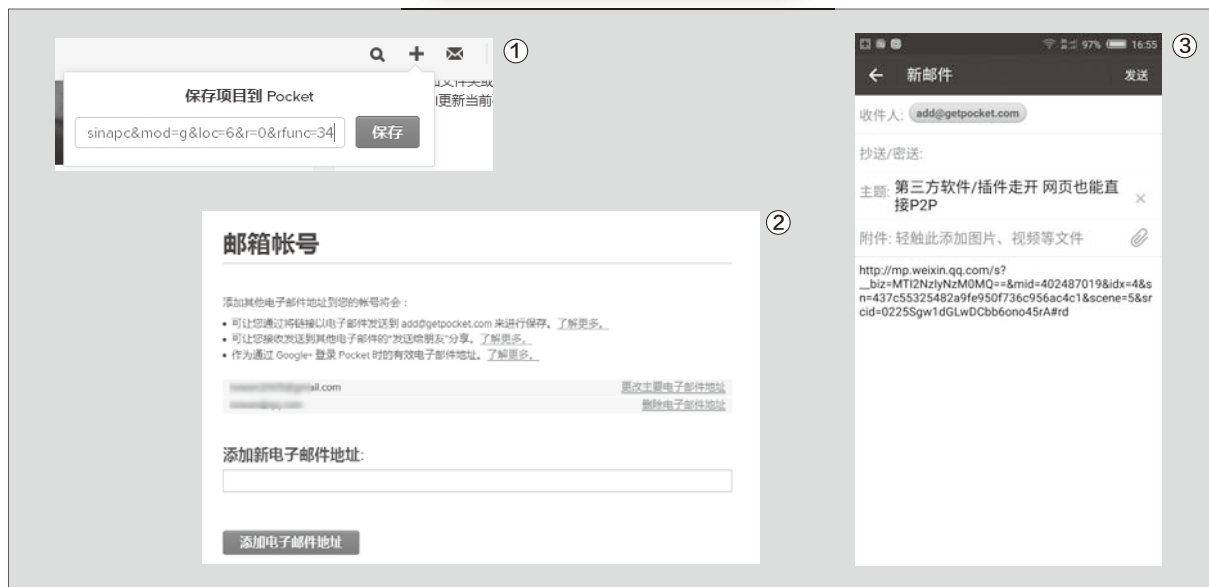 ①
和文件夹或
更新当前
保存项目到 Pocket
sinapc&mod=g&loc=6&r=0&rfunc=34
保存
②
邮箱帐号
添加其他电子邮件地址到您的帐号将会：
• 可让您通过将链接以电子邮件发送到 add@getpocket.com 来进行保存。了解更多。
• 可让您接收发送到其他电子邮件的“发送给朋友”分享。了解更多。
• 作为通过 Google+ 登录 Pocket 时的有效电子邮件地址。了解更多。
ail.com 更改主要电子邮件地址
删除电子邮件地址
添加新电子邮件地址:
添加电子邮件地址
③
97% 16:55
新邮件 发送
收件人: add@getpocket.com
抄送/密送:
主题: 第三方软件/插件走开 网页也能直
接P2P
附件: 轻触此添加图片、视频等文件
http://mp.weixin.qq.com/s?
__biz=MTI2NzIyNzM0MQ==&mid=402487019&idx=4&s
n=437c55325482a9fe950f736c956ac4c1&scene=5&sr
cid=0225Sgw1dGLwDCbb6ono45rA#rd